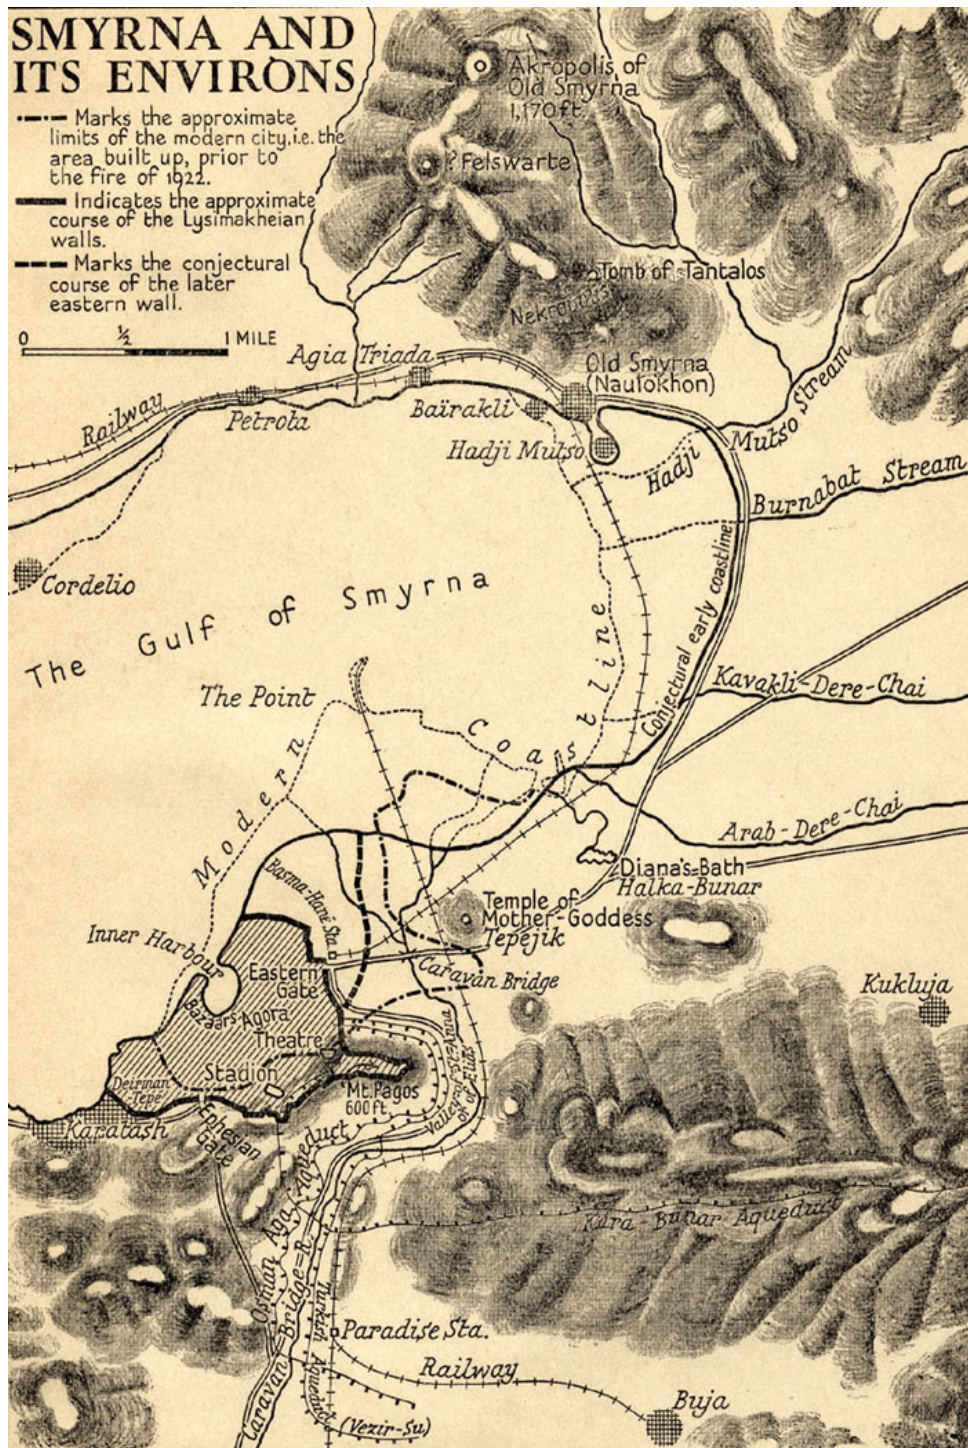 SMYRNA AND
ITS ENVIRONS
Marks the approximate
limits of the modern city, i.e. the
area built up, prior to
the fire of 1922.
Indicates the approximate
course of the Lysimakheian
walls.
Marks the conjectural
course of the later
eastern wall.
0 ½ 1 MILE
Akropolis of
Old Smyrna
1,170 ft.
? Felswarte
Tomb of Tantalos
Nekropolis
Agia Triada
Old Smyrna
(Naulokhon)
Railway
Petrota
Baïrakli
Hadji Mutso
Hadji Mutso Stream
Burnabat Stream
Cordelio
The Gulf of Smyrna
Conjectural early coastline
Kavakli-Dere-Chai
The Point
Modern Coastline
Arab-Dere-Chai
Diana's Bath
Halka-Bunar
Basma-Hané Sta.
Temple of
Mother-Goddess
Tepejik
Inner Harbour
Eastern
Gate
Caravan Bridge
Kukluja
Bazaars
Agora
Theatre
Stadion
Deirman
Tepe
Mt. Pagos
600 ft.
Valley of St. Anna
or of Elias
Karatash
Ephesian
Gate
Osman Aga Aqueduct
Kara-Bunar Aqueduct
Caravan Bridge=R.
Turkish Aqueduct
Paradise Sta.
Railway
Buja
(Vezir-Su)